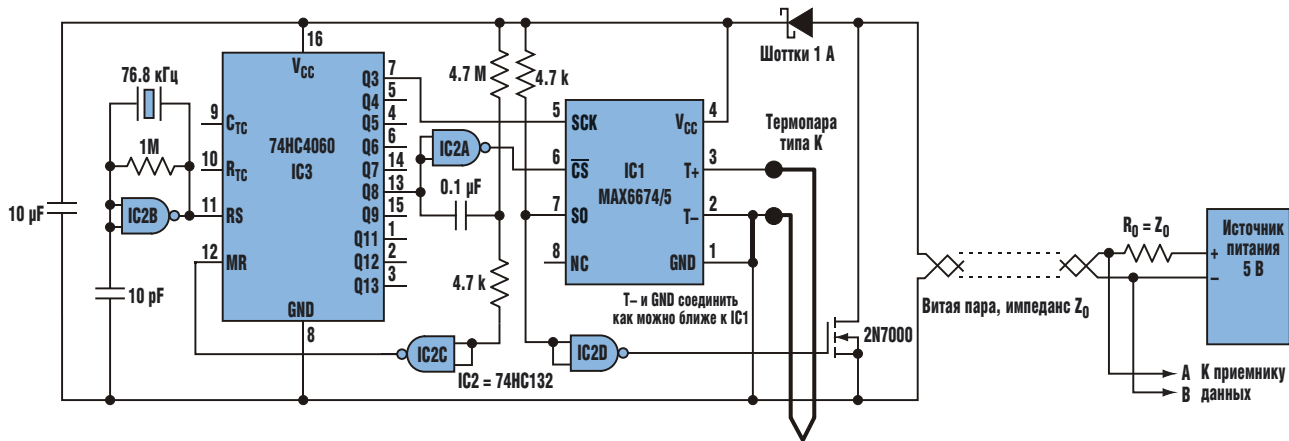 76.8 кГц
1M
IC2B
10 µF
10 pF
16
VCC
9
CTC
10
RTC
11
RS
12
MR
74HC4060
IC3
GND
8
Q3
7
Q4
5
Q5
4
Q6
6
Q7
14
Q8
13
Q9
15
Q11
1
Q12
2
Q13
3
4.7 M
4.7 k
IC2A
0.1 µF
4.7 k
IC2C
IC2 = 74HC132
IC2D
5
SCK
6
CS
7
SO
8
NC
IC1
MAX6674/5
VCC
4
T+
3
T–
2
GND
1
T– и GND соединить
как можно ближе к IC1
Шоттки 1 А
Термопара
типа K
2N7000
Витая пара, импеданс Z0
R0 = Z0
Источник
питания
5 В
+
–
A К приемнику
B данных